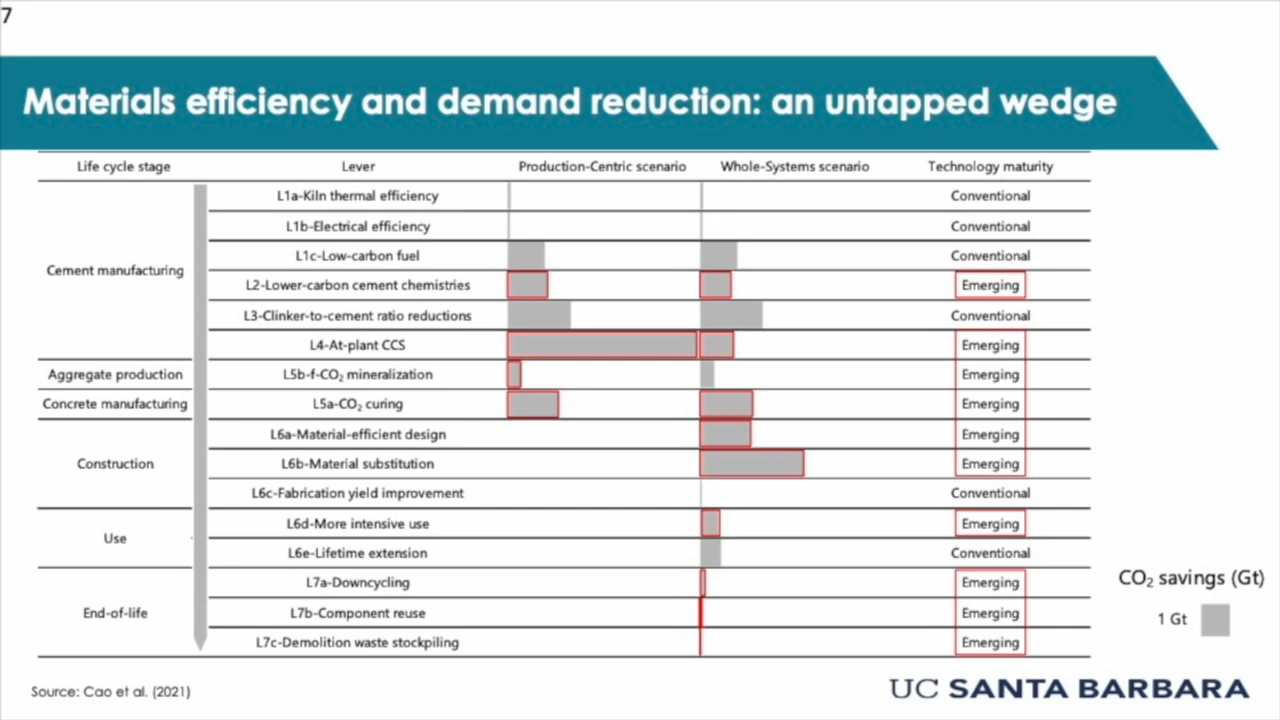 7
Materials efficiency and demand reduction: an untapped wedge
Life cycle stage Lever Production-Centric scenario Whole-Systems scenario Technology maturity
Cement manufacturing
L1a-Kiln thermal efficiency Conventional
L1b-Electrical efficiency Conventional
L1c-Low-carbon fuel Conventional
L2-Lower-carbon cement chemistries Emerging
L3-Clinker-to-cement ratio reductions Conventional
L4-At-plant CCS Emerging
Aggregate production L5b-f-CO₂ mineralization Emerging
Concrete manufacturing L5a-CO₂ curing Emerging
Construction
L6a-Material-efficient design Emerging
L6b-Material substitution Emerging
L6c-Fabrication yield improvement Conventional
Use
L6d-More intensive use Emerging
L6e-Lifetime extension Conventional
End-of-life
L7a-Downcycling Emerging
L7b-Component reuse Emerging
L7c-Demolition waste stockpiling Emerging
CO₂ savings (Gt)
1 Gt
Source: Cao et al. (2021)
UC SANTA BARBARA